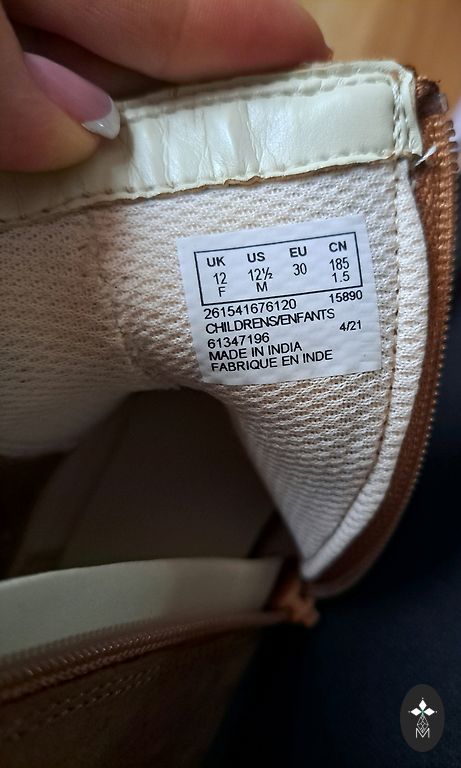 UK US EU CN
12 12½ 30 185
F M 1.5
261541676120 15890
CHILDRENS/ENFANTS
61347196 4/21
MADE IN INDIA
FABRIQUE EN INDE
M